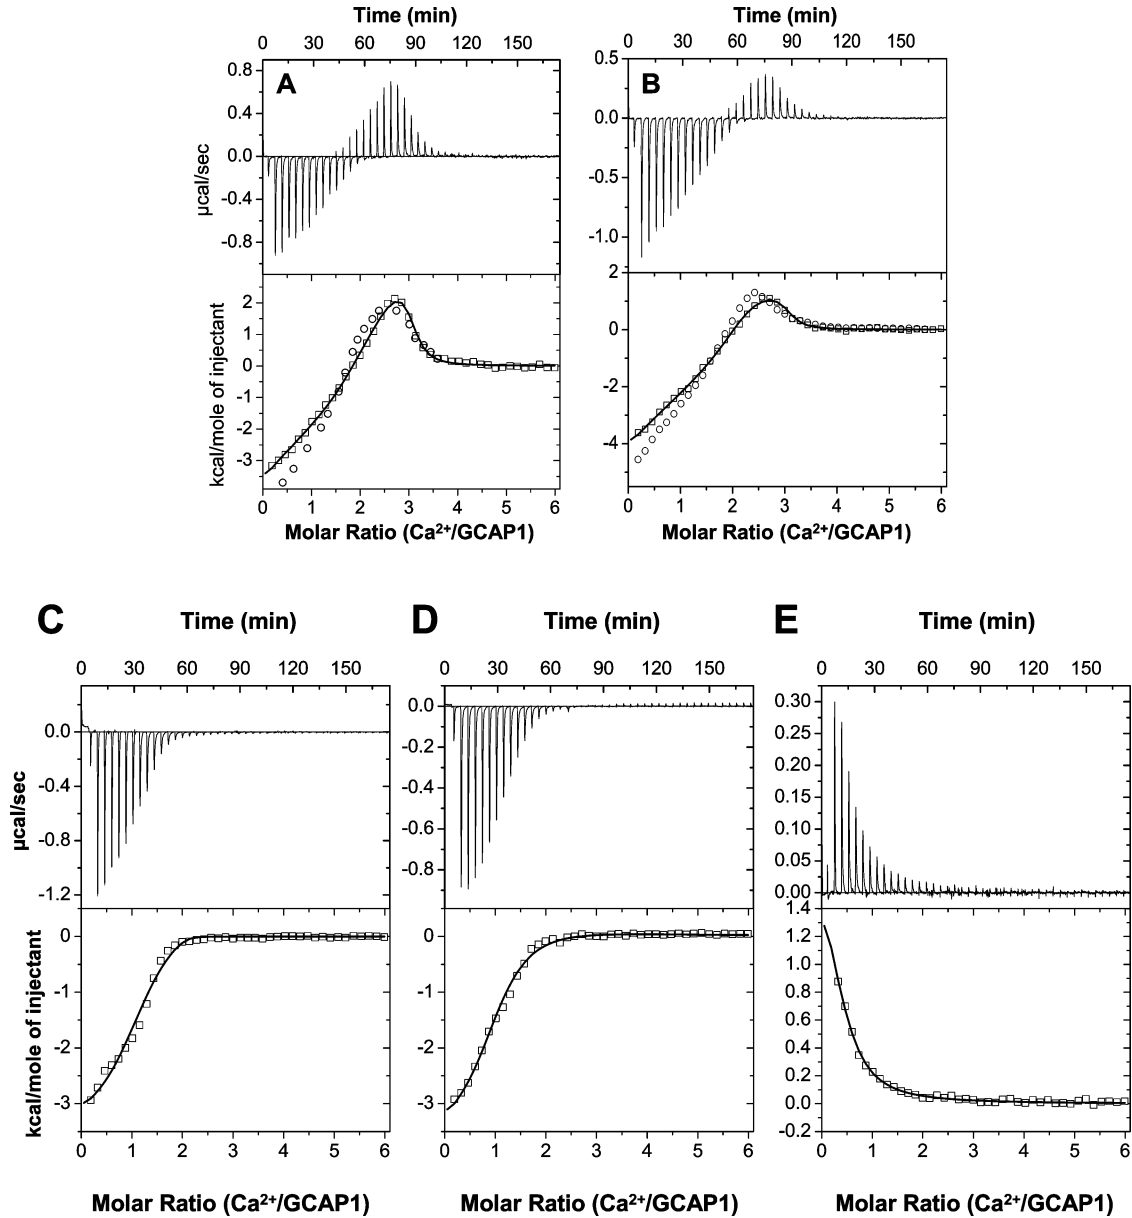 Time (min)
Time (min)
0 30 60 90 120 150
0 30 60 90 120 150
A
B
0.8
0.4
0.0
-0.4
-0.8
µcal/sec
0.5
0.0
-0.5
-1.0
2
2
1
0
-1
-2
-3
kcal/mole of injectant
2
0
-2
-4
0 1 2 3 4 5 6
0 1 2 3 4 5 6
Molar Ratio (Ca²⁺/GCAP1)
Molar Ratio (Ca²⁺/GCAP1)
C
Time (min)
D
Time (min)
E
Time (min)
0 30 60 90 120 150
0 30 60 90 120 150
0 30 60 90 120 150
0.0
-0.4
-0.8
-1.2
µcal/sec
0.0
-0.2
-0.4
-0.6
-0.8
0.30
0.25
0.20
0.15
0.10
0.05
0.00
0
-1
-2
-3
kcal/mole of injectant
0
-1
-2
-3
1.4
1.2
1.0
0.8
0.6
0.4
0.2
0.0
-0.2
0 1 2 3 4 5 6
0 1 2 3 4 5 6
0 1 2 3 4 5 6
Molar Ratio (Ca²⁺/GCAP1)
Molar Ratio (Ca²⁺/GCAP1)
Molar Ratio (Ca²⁺/GCAP1)